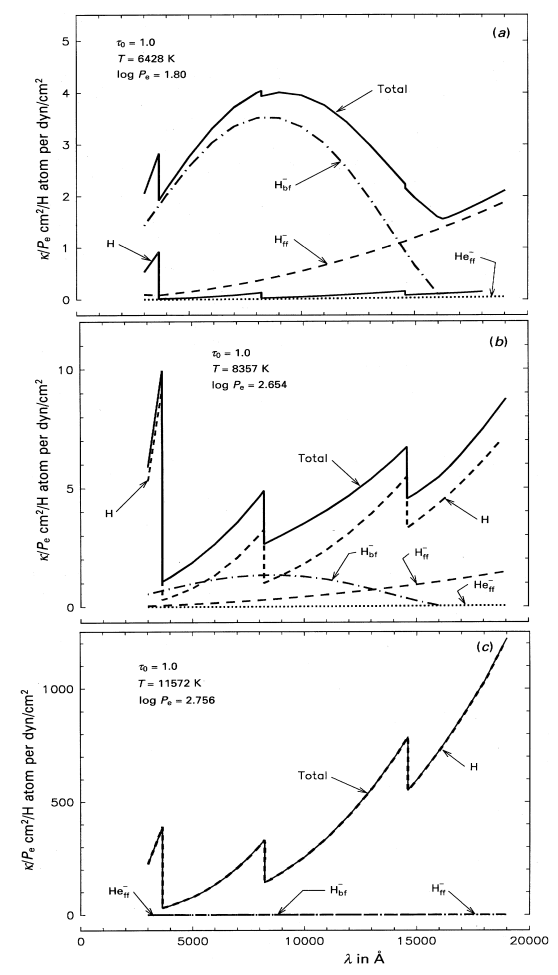 (a)
τ₀ = 1.0
T = 6428 K
log Pₑ = 1.80
Total
H⁻bf
H⁻ff
H
He⁻ff
5
4
3
2
1
0
κ/Pₑ cm²/H atom per dyn/cm²
(b)
τ₀ = 1.0
T = 8357 K
log Pₑ = 2.654
Total
H
H
H⁻bf
H⁻ff
He⁻ff
10
5
0
κ/Pₑ cm²/H atom per dyn/cm²
(c)
τ₀ = 1.0
T = 11572 K
log Pₑ = 2.756
Total
H
He⁻ff
H⁻bf
H⁻ff
1000
500
0
κ/Pₑ cm²/H atom per dyn/cm²
0 5000 10000 15000 20000
λ in Å